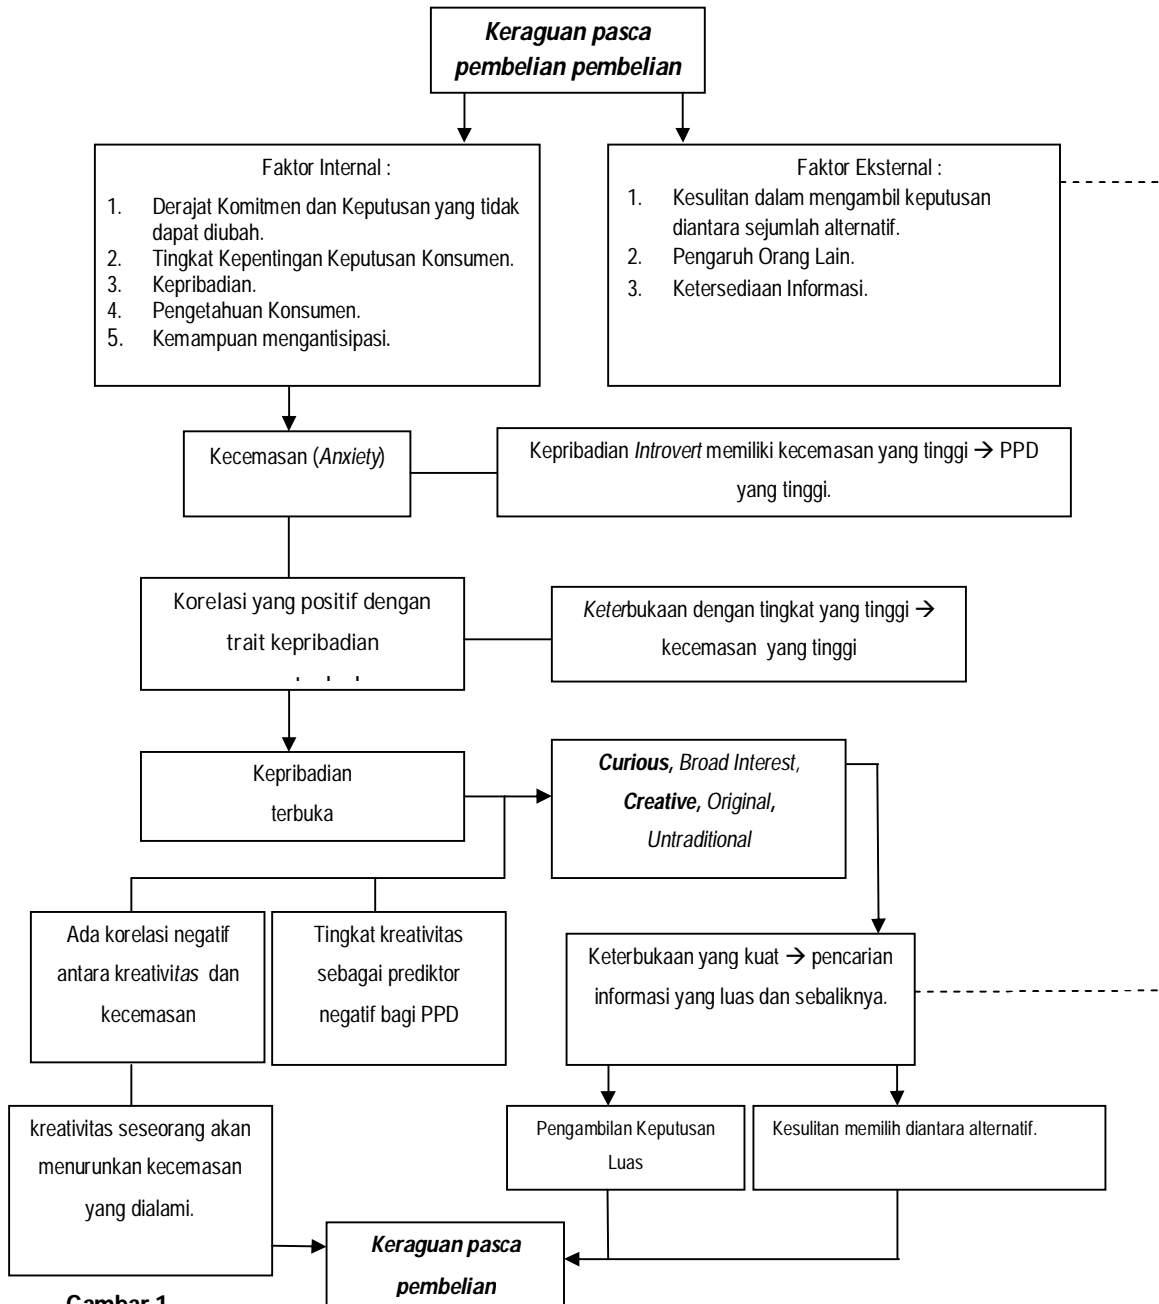 Keraguan pasca
pembelian pembelian
Faktor Internal :
1. Derajat Komitmen dan Keputusan yang tidak
dapat diubah.
2. Tingkat Kepentingan Keputusan Konsumen.
3. Kepribadian.
4. Pengetahuan Konsumen.
5. Kemampuan mengantisipasi.
Faktor Eksternal :
1. Kesulitan dalam mengambil keputusan
diantara sejumlah alternatif.
2. Pengaruh Orang Lain.
3. Ketersediaan Informasi.
Kecemasan (Anxiety)
Kepribadian Introvert memiliki kecemasan yang tinggi → PPD
yang tinggi.
Korelasi yang positif dengan
trait kepribadian
Keterbukaan dengan tingkat yang tinggi →
kecemasan yang tinggi
Kepribadian
terbuka
Curious, Broad Interest,
Creative, Original,
Untraditional
Ada korelasi negatif
antara kreativitas dan
kecemasan
Tingkat kreativitas
sebagai prediktor
negatif bagi PPD
Keterbukaan yang kuat → pencarian
informasi yang luas dan sebaliknya.
kreativitas seseorang akan
menurunkan kecemasan
yang dialami.
Pengambilan Keputusan
Luas
Kesulitan memilih diantara alternatif.
Keraguan pasca
pembelian
Gambar 1